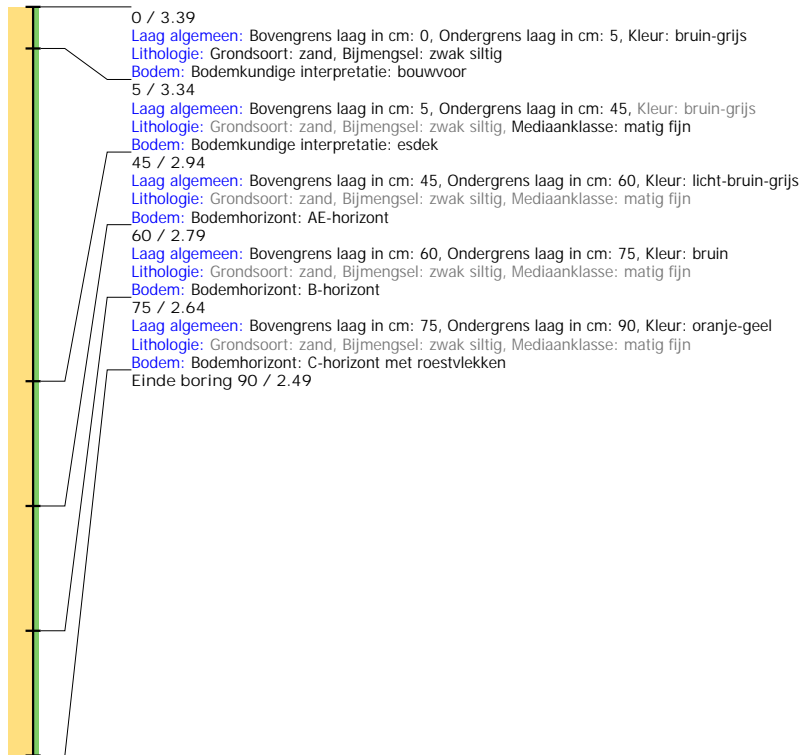 0 / 3.39
Laag algemeen: Bovengrens laag in cm: 0, Ondergrens laag in cm: 5, Kleur: bruin-grijs
Lithologie: Grondsoort: zand, Bijmengsel: zwak siltig
Bodem: Bodemkundige interpretatie: bouwvoor
5 / 3.34
Laag algemeen: Bovengrens laag in cm: 5, Ondergrens laag in cm: 45, Kleur: bruin-grijs
Lithologie: Grondsoort: zand, Bijmengsel: zwak siltig, Mediaanklasse: matig fijn
Bodem: Bodemkundige interpretatie: esdek
45 / 2.94
Laag algemeen: Bovengrens laag in cm: 45, Ondergrens laag in cm: 60, Kleur: licht-bruin-grijs
Lithologie: Grondsoort: zand, Bijmengsel: zwak siltig, Mediaanklasse: matig fijn
Bodem: Bodemhorizont: AE-horizont
60 / 2.79
Laag algemeen: Bovengrens laag in cm: 60, Ondergrens laag in cm: 75, Kleur: bruin
Lithologie: Grondsoort: zand, Bijmengsel: zwak siltig, Mediaanklasse: matig fijn
Bodem: Bodemhorizont: B-horizont
75 / 2.64
Laag algemeen: Bovengrens laag in cm: 75, Ondergrens laag in cm: 90, Kleur: oranje-geel
Lithologie: Grondsoort: zand, Bijmengsel: zwak siltig, Mediaanklasse: matig fijn
Bodem: Bodemhorizont: C-horizont met roestvlekken
Einde boring 90 / 2.49